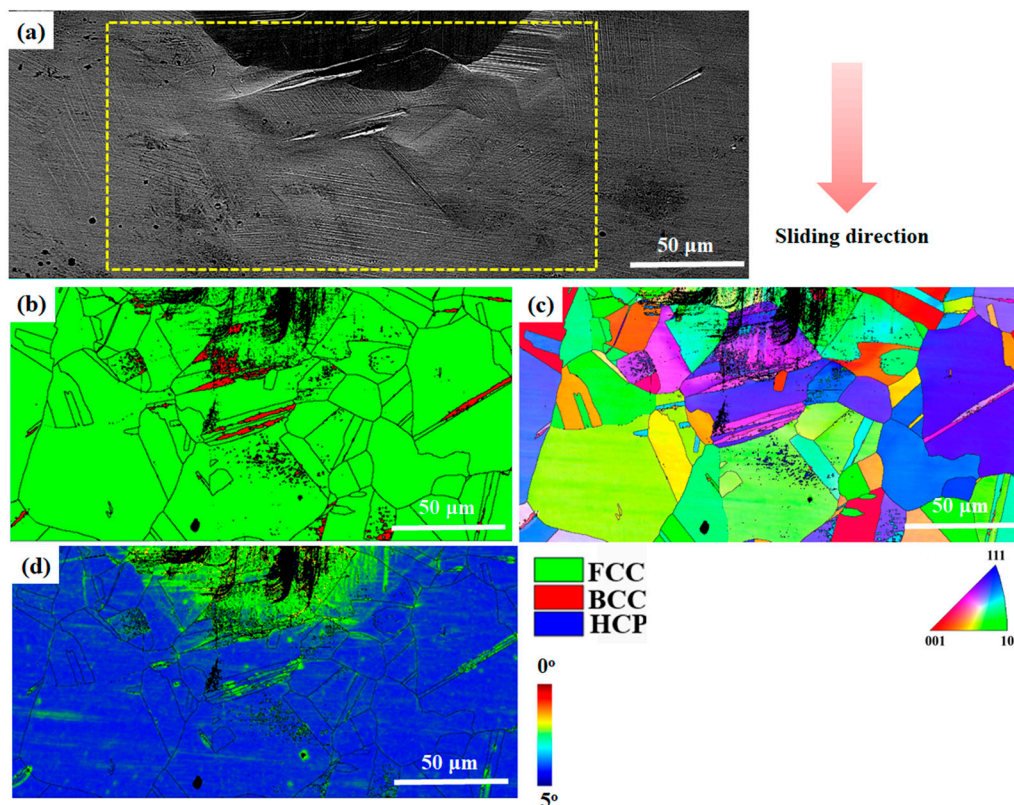 (a)
50 µm
Sliding direction
(b)
50 µm
(c)
50 µm
(d)
50 µm
FCC
BCC
HCP
0°
5°
111
001
10